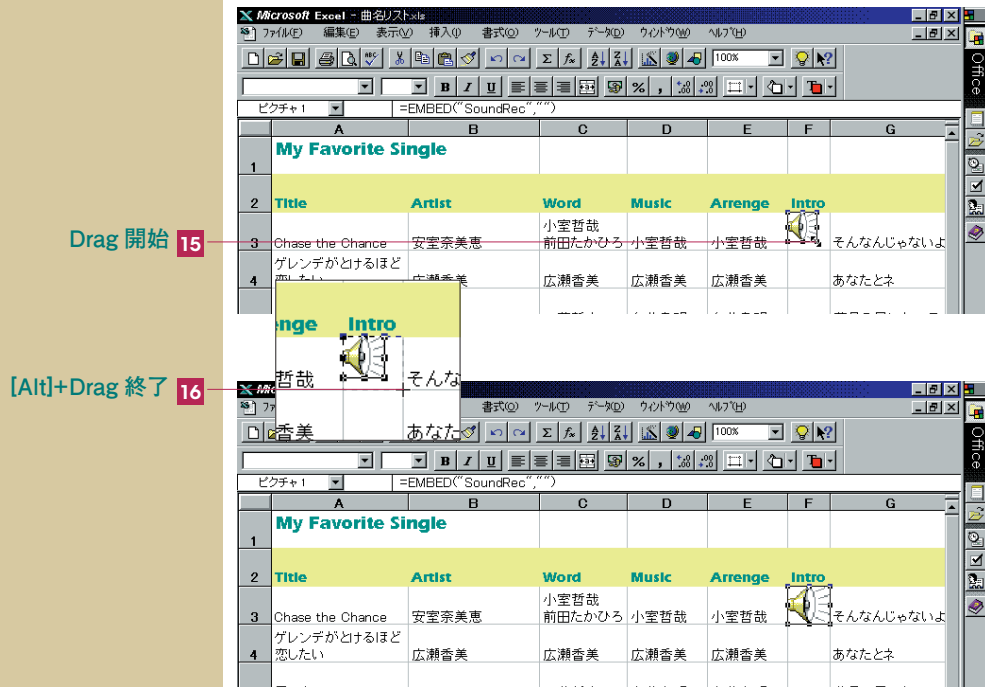 Microsoft Excel - 曲名リスト.xls
ファイル(F) 編集(E) 表示(V) 挿入(I) 書式(O) ツール(T) データ(D) ウィンドウ(W) ヘルプ(H)
100%
Office
ピクチャ 1 =EMBED("SoundRec","")
A B C D E F G
1 My Favorite Single
2 Title Artist Word Music Arrenge Intro
Drag 開始 15
小室哲哉
3 Chase the Chance 安室奈美恵 前田たかひろ 小室哲哉 小室哲哉 そんなんじゃないよ
ゲレンデがとけるほど
4 恋したい 広瀬香美 広瀬香美 広瀬香美 広瀬香美 あなたとネ
enge Intro
哲哉 そんな
香美 あなた
[Alt]+Drag 終了 16
書式(O) ツール(T) データ(D) ウィンドウ(W) ヘルプ(H)
100%
Office
ピクチャ 1 =EMBED("SoundRec","")
A B C D E F G
1 My Favorite Single
2 Title Artist Word Music Arrenge Intro
小室哲哉
3 Chase the Chance 安室奈美恵 前田たかひろ 小室哲哉 小室哲哉 そんなんじゃないよ
ゲレンデがとけるほど
4 恋したい 広瀬香美 広瀬香美 広瀬香美 広瀬香美 あなたとネ